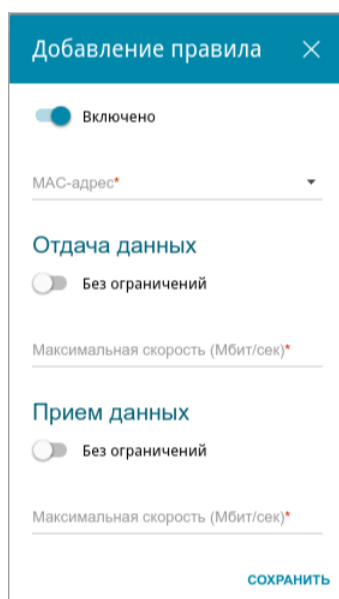 Добавление правила
Включено
MAC-адрес*
Отдача данных
Без ограничений
Максимальная скорость (Мбит/сек)*
Прием данных
Без ограничений
Максимальная скорость (Мбит/сек)*
СОХРАНИТЬ